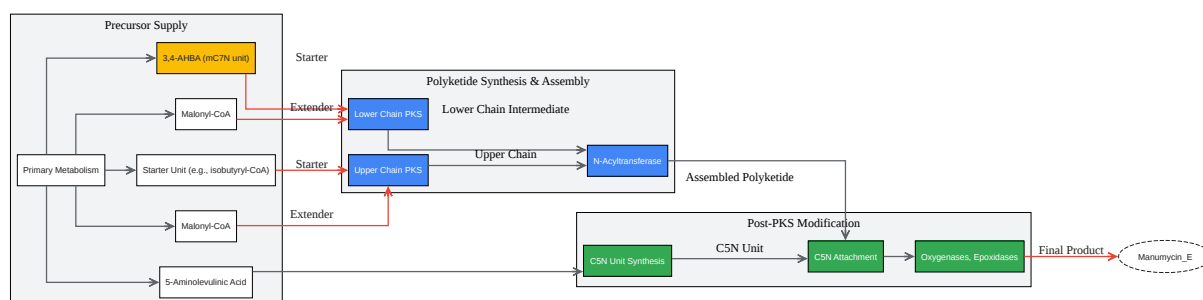 Precursor Supply
3,4-AHBA (mC7N unit)
Starter
Polyketide Synthesis & Assembly
Malonyl-CoA
Extender
Lower Chain PKS
Lower Chain Intermediate
Primary Metabolism
Starter Unit (e.g., isobutyryl-CoA)
Starter
Upper Chain PKS
Upper Chain
N-Acyltransferase
Assembled Polyketide
Malonyl-CoA
Extender
Post-PKS Modification
5-Aminolevulinic Acid
C5N Unit Synthesis
C5N Unit
C5N Attachment
Oxygenases, Epoxidases
Final Product
Manumycin_E